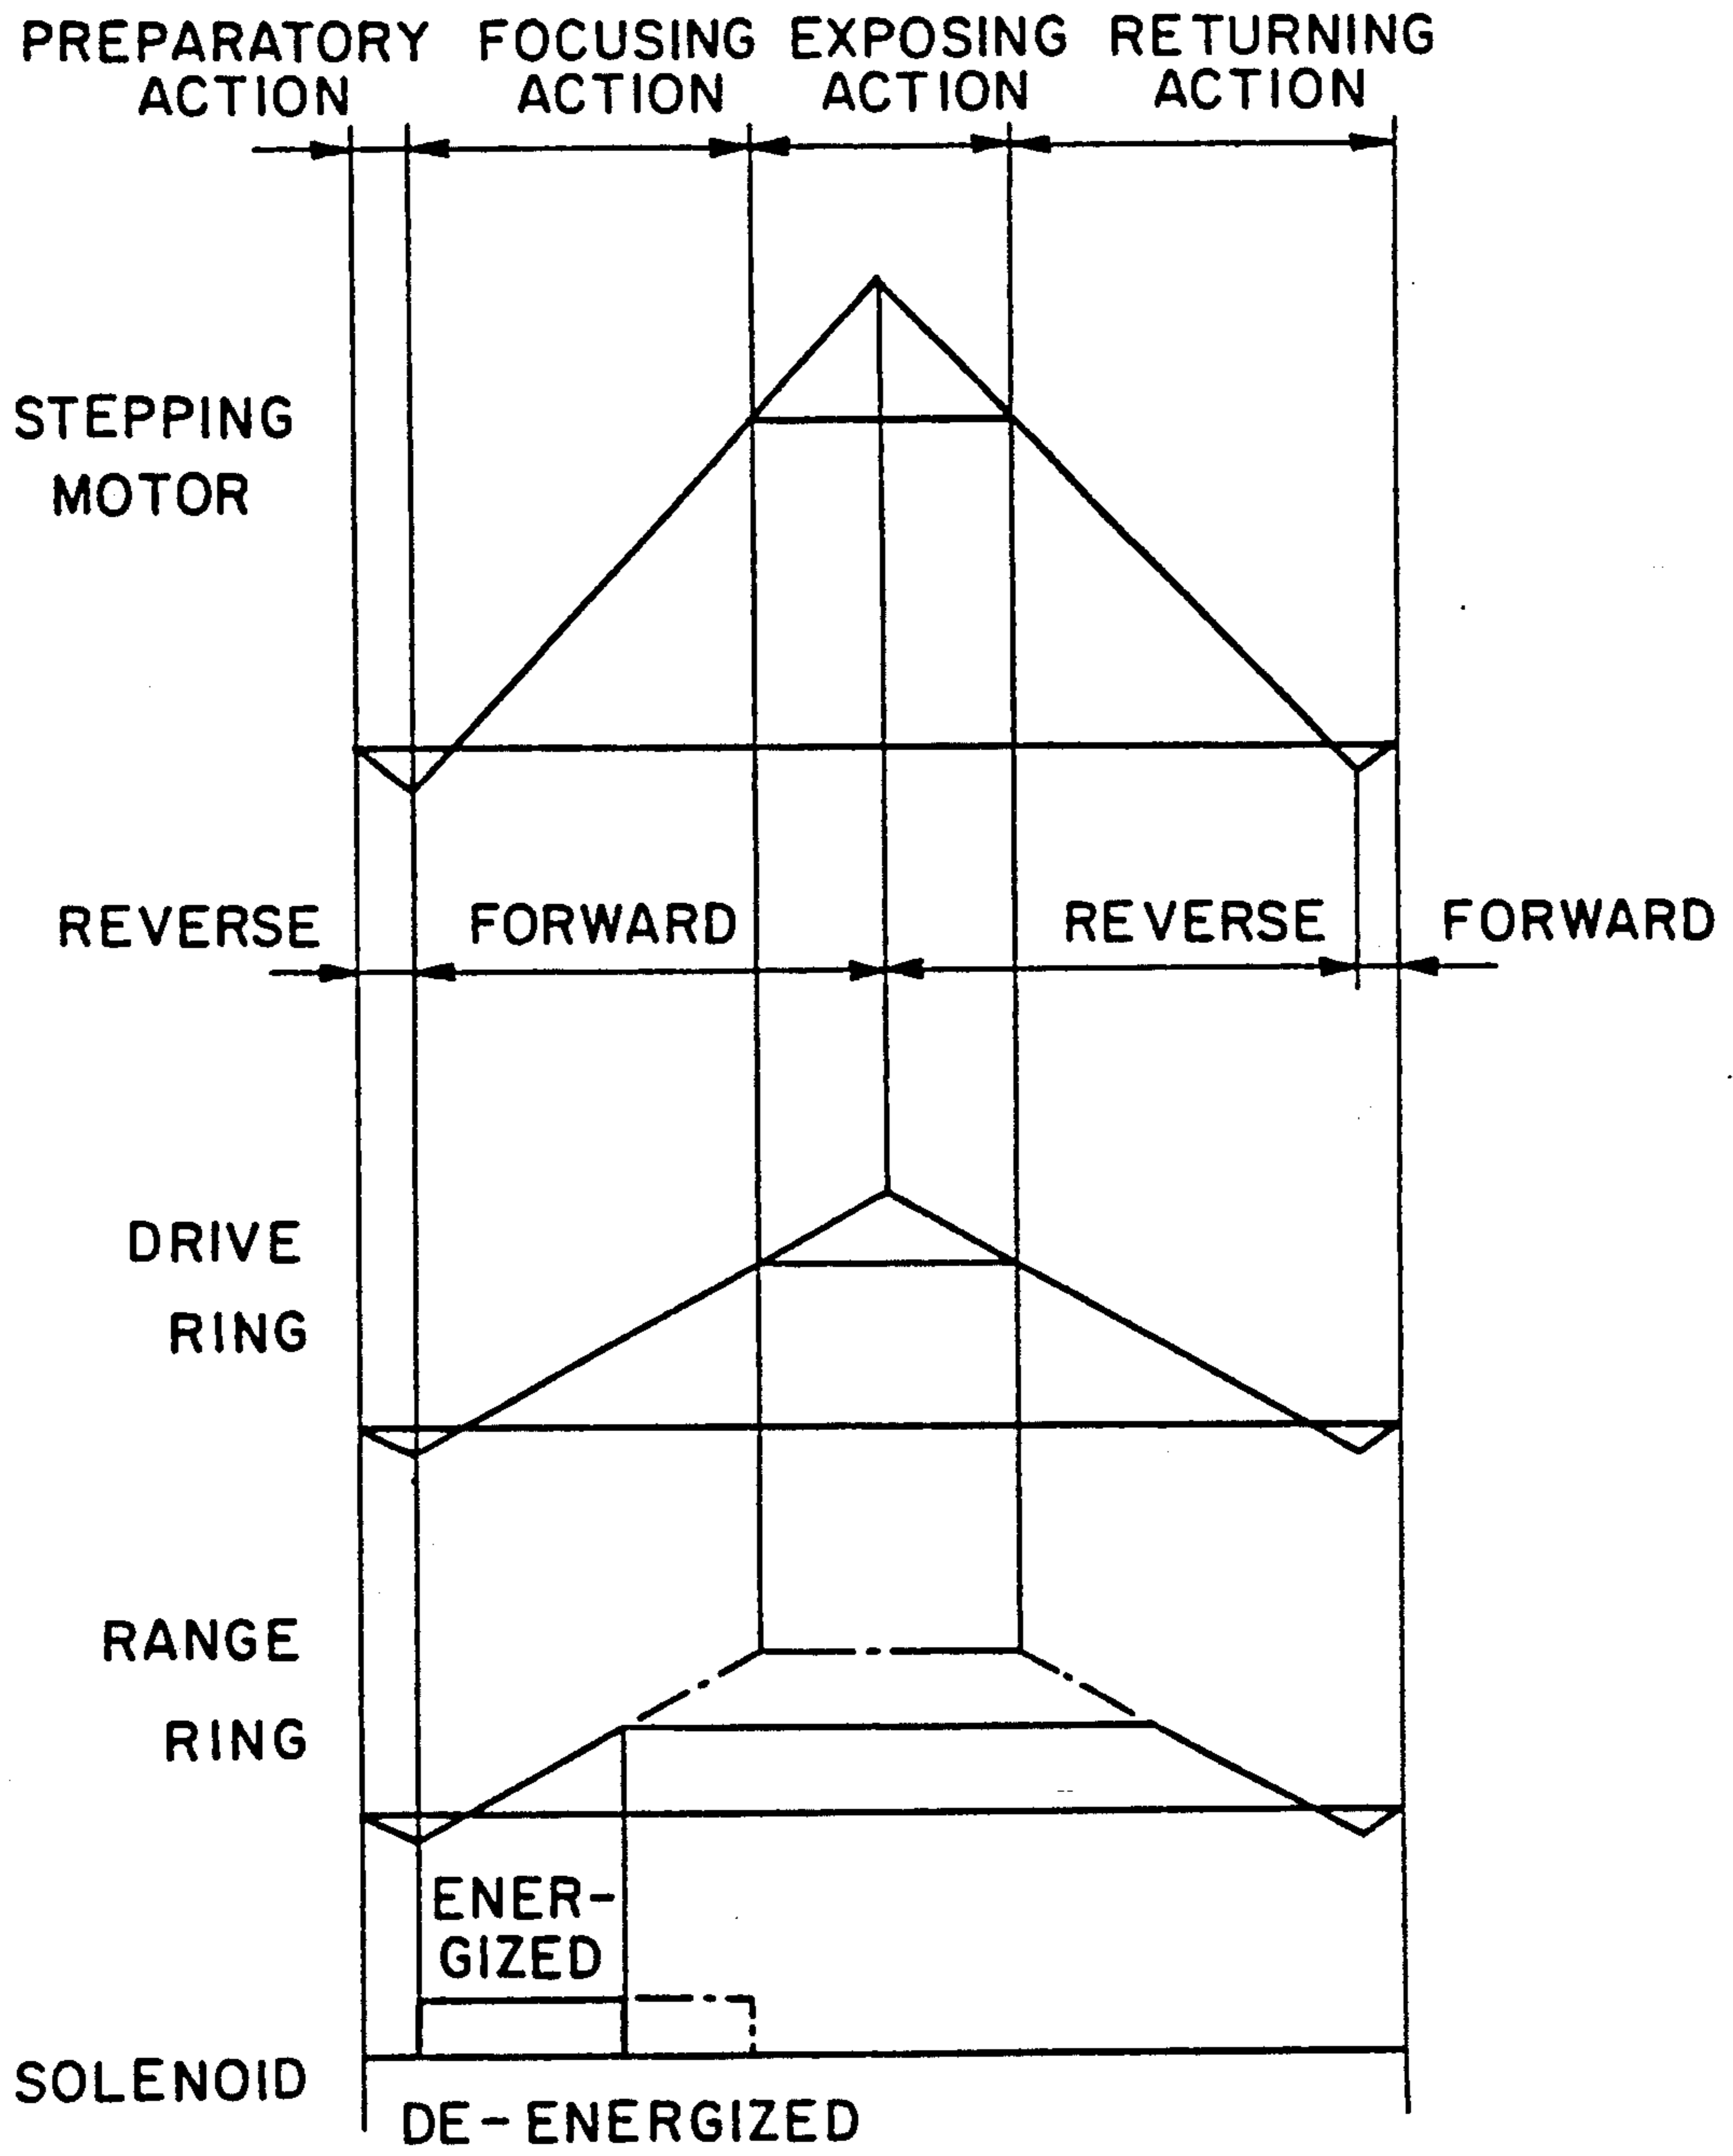 PREPARATORY FOCUSING EXPOSING RETURNING
ACTION ACTION ACTION ACTION
STEPPING
MOTOR
REVERSE FORWARD REVERSE FORWARD
DRIVE
RING
RANGE
RING
ENER-
GIZED
SOLENOID
DE-ENERGIZED